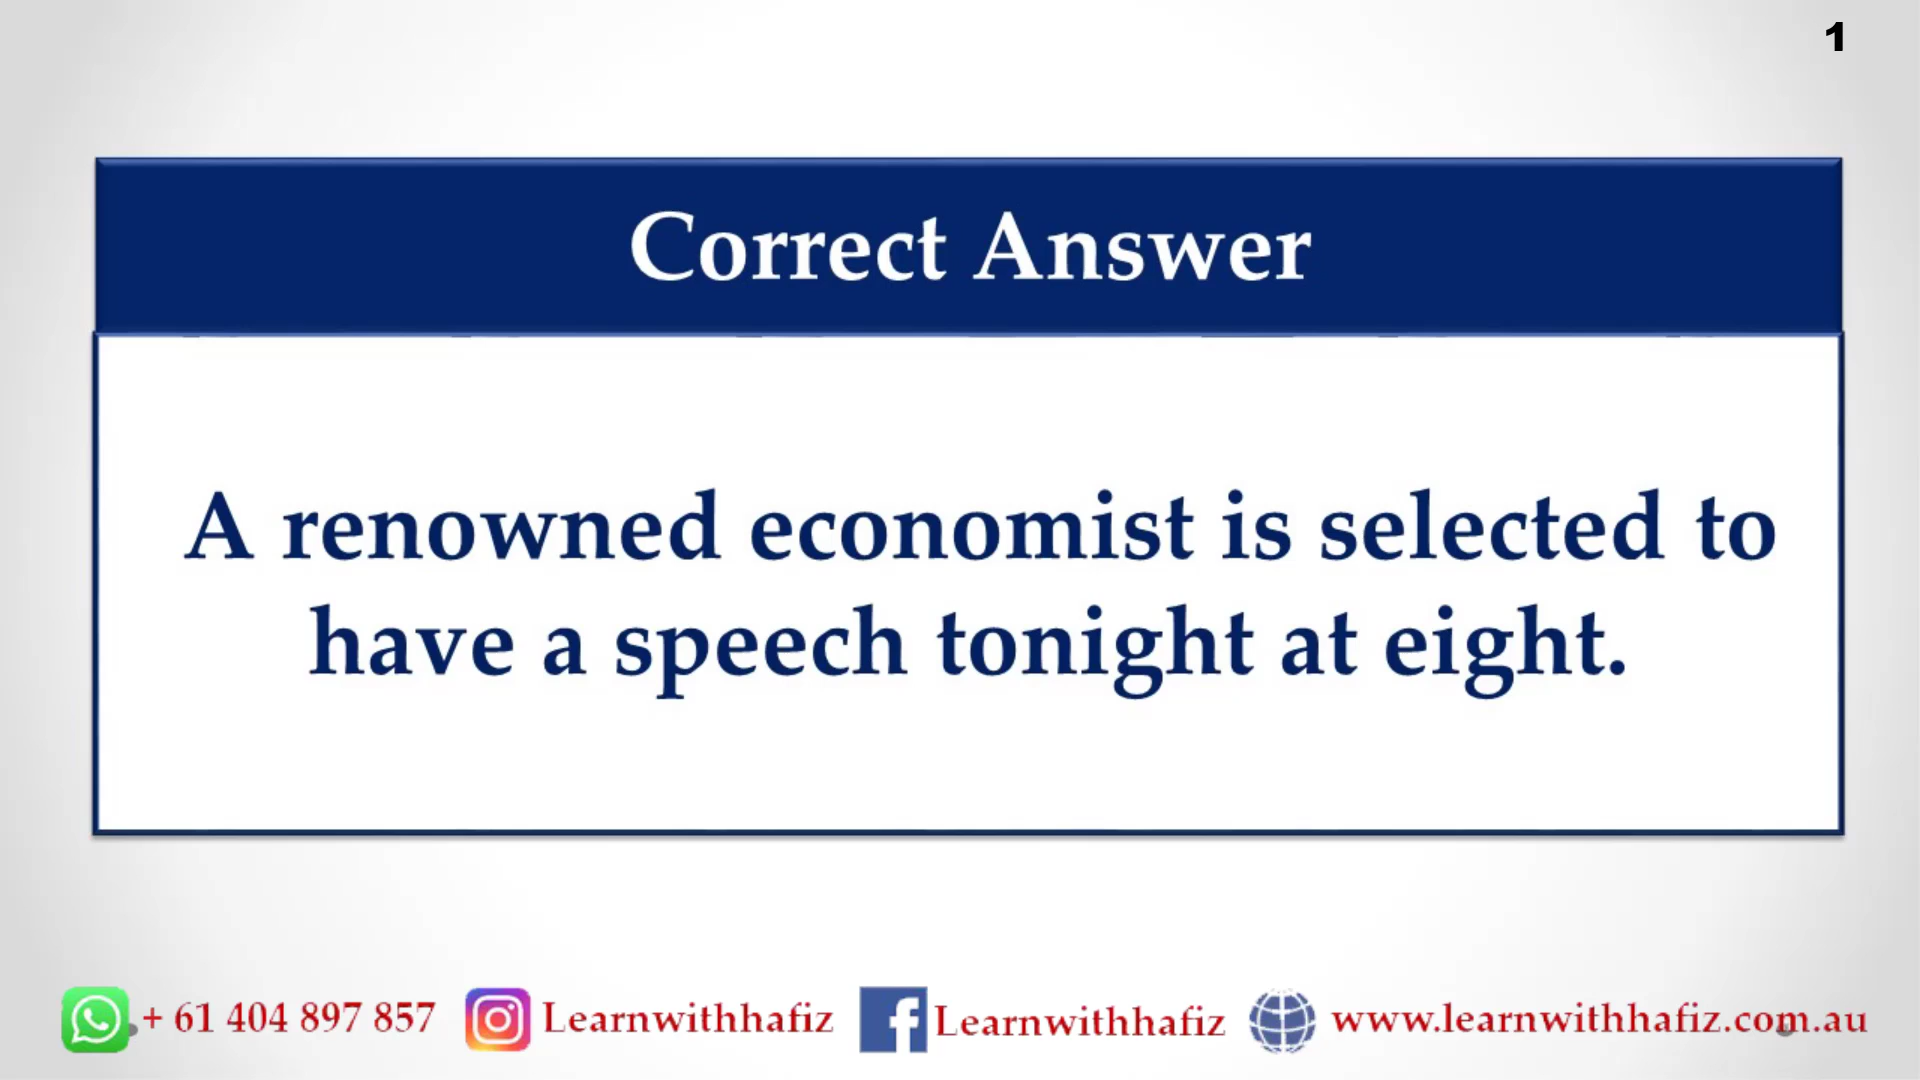 1
Correct Answer
A renowned economist is selected to
have a speech tonight at eight.
+ 61 404 897 857 Learnwithhafiz Learnwithhafiz www.learnwithhafiz.com.au